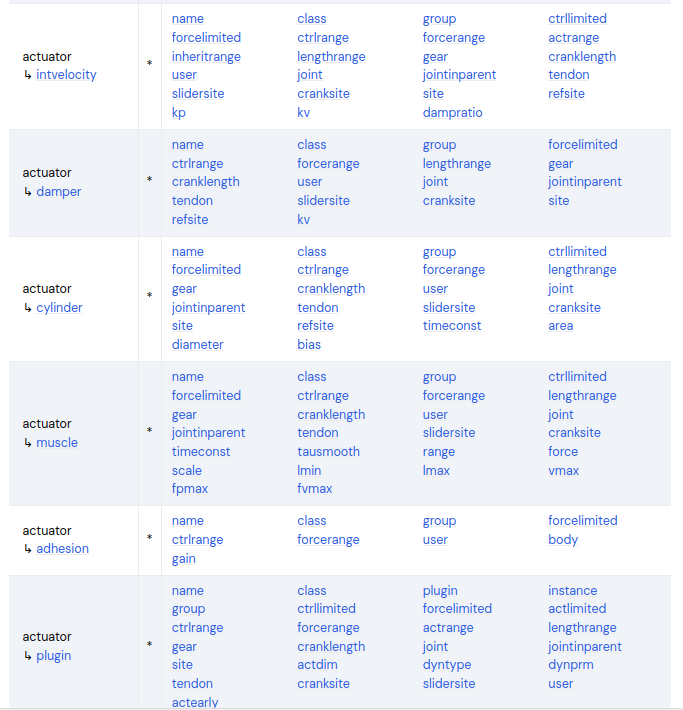 name class group ctrllimited
forcelimited ctrlrange forcerange actrange
actuator * inheritrange lengthrange gear cranklength
↳ intvelocity user joint jointinparent tendon
slidersite cranksite site refsite
kp kv dampratio
name class group forcelimited
ctrlrange forcerange lengthrange gear
actuator * cranklength user joint jointinparent
↳ damper tendon slidersite cranksite site
refsite kv
name class group ctrllimited
forcelimited ctrlrange forcerange lengthrange
actuator * gear cranklength user joint
↳ cylinder jointinparent tendon slidersite cranksite
site refsite timeconst area
diameter bias
name class group ctrllimited
forcelimited ctrlrange forcerange lengthrange
gear cranklength user joint
actuator * jointinparent tendon slidersite cranksite
↳ muscle timeconst tausmooth range force
scale lmin lmax vmax
fpmax fvmax
name class group forcelimited
actuator * ctrlrange forcerange user body
↳ adhesion gain
name class plugin instance
group ctrllimited forcelimited actlimited
ctrlrange forcerange actrange lengthrange
actuator * gear cranklength joint jointinparent
↳ plugin site actdim dyntype dynprm
tendon cranksite slidersite user
actearly